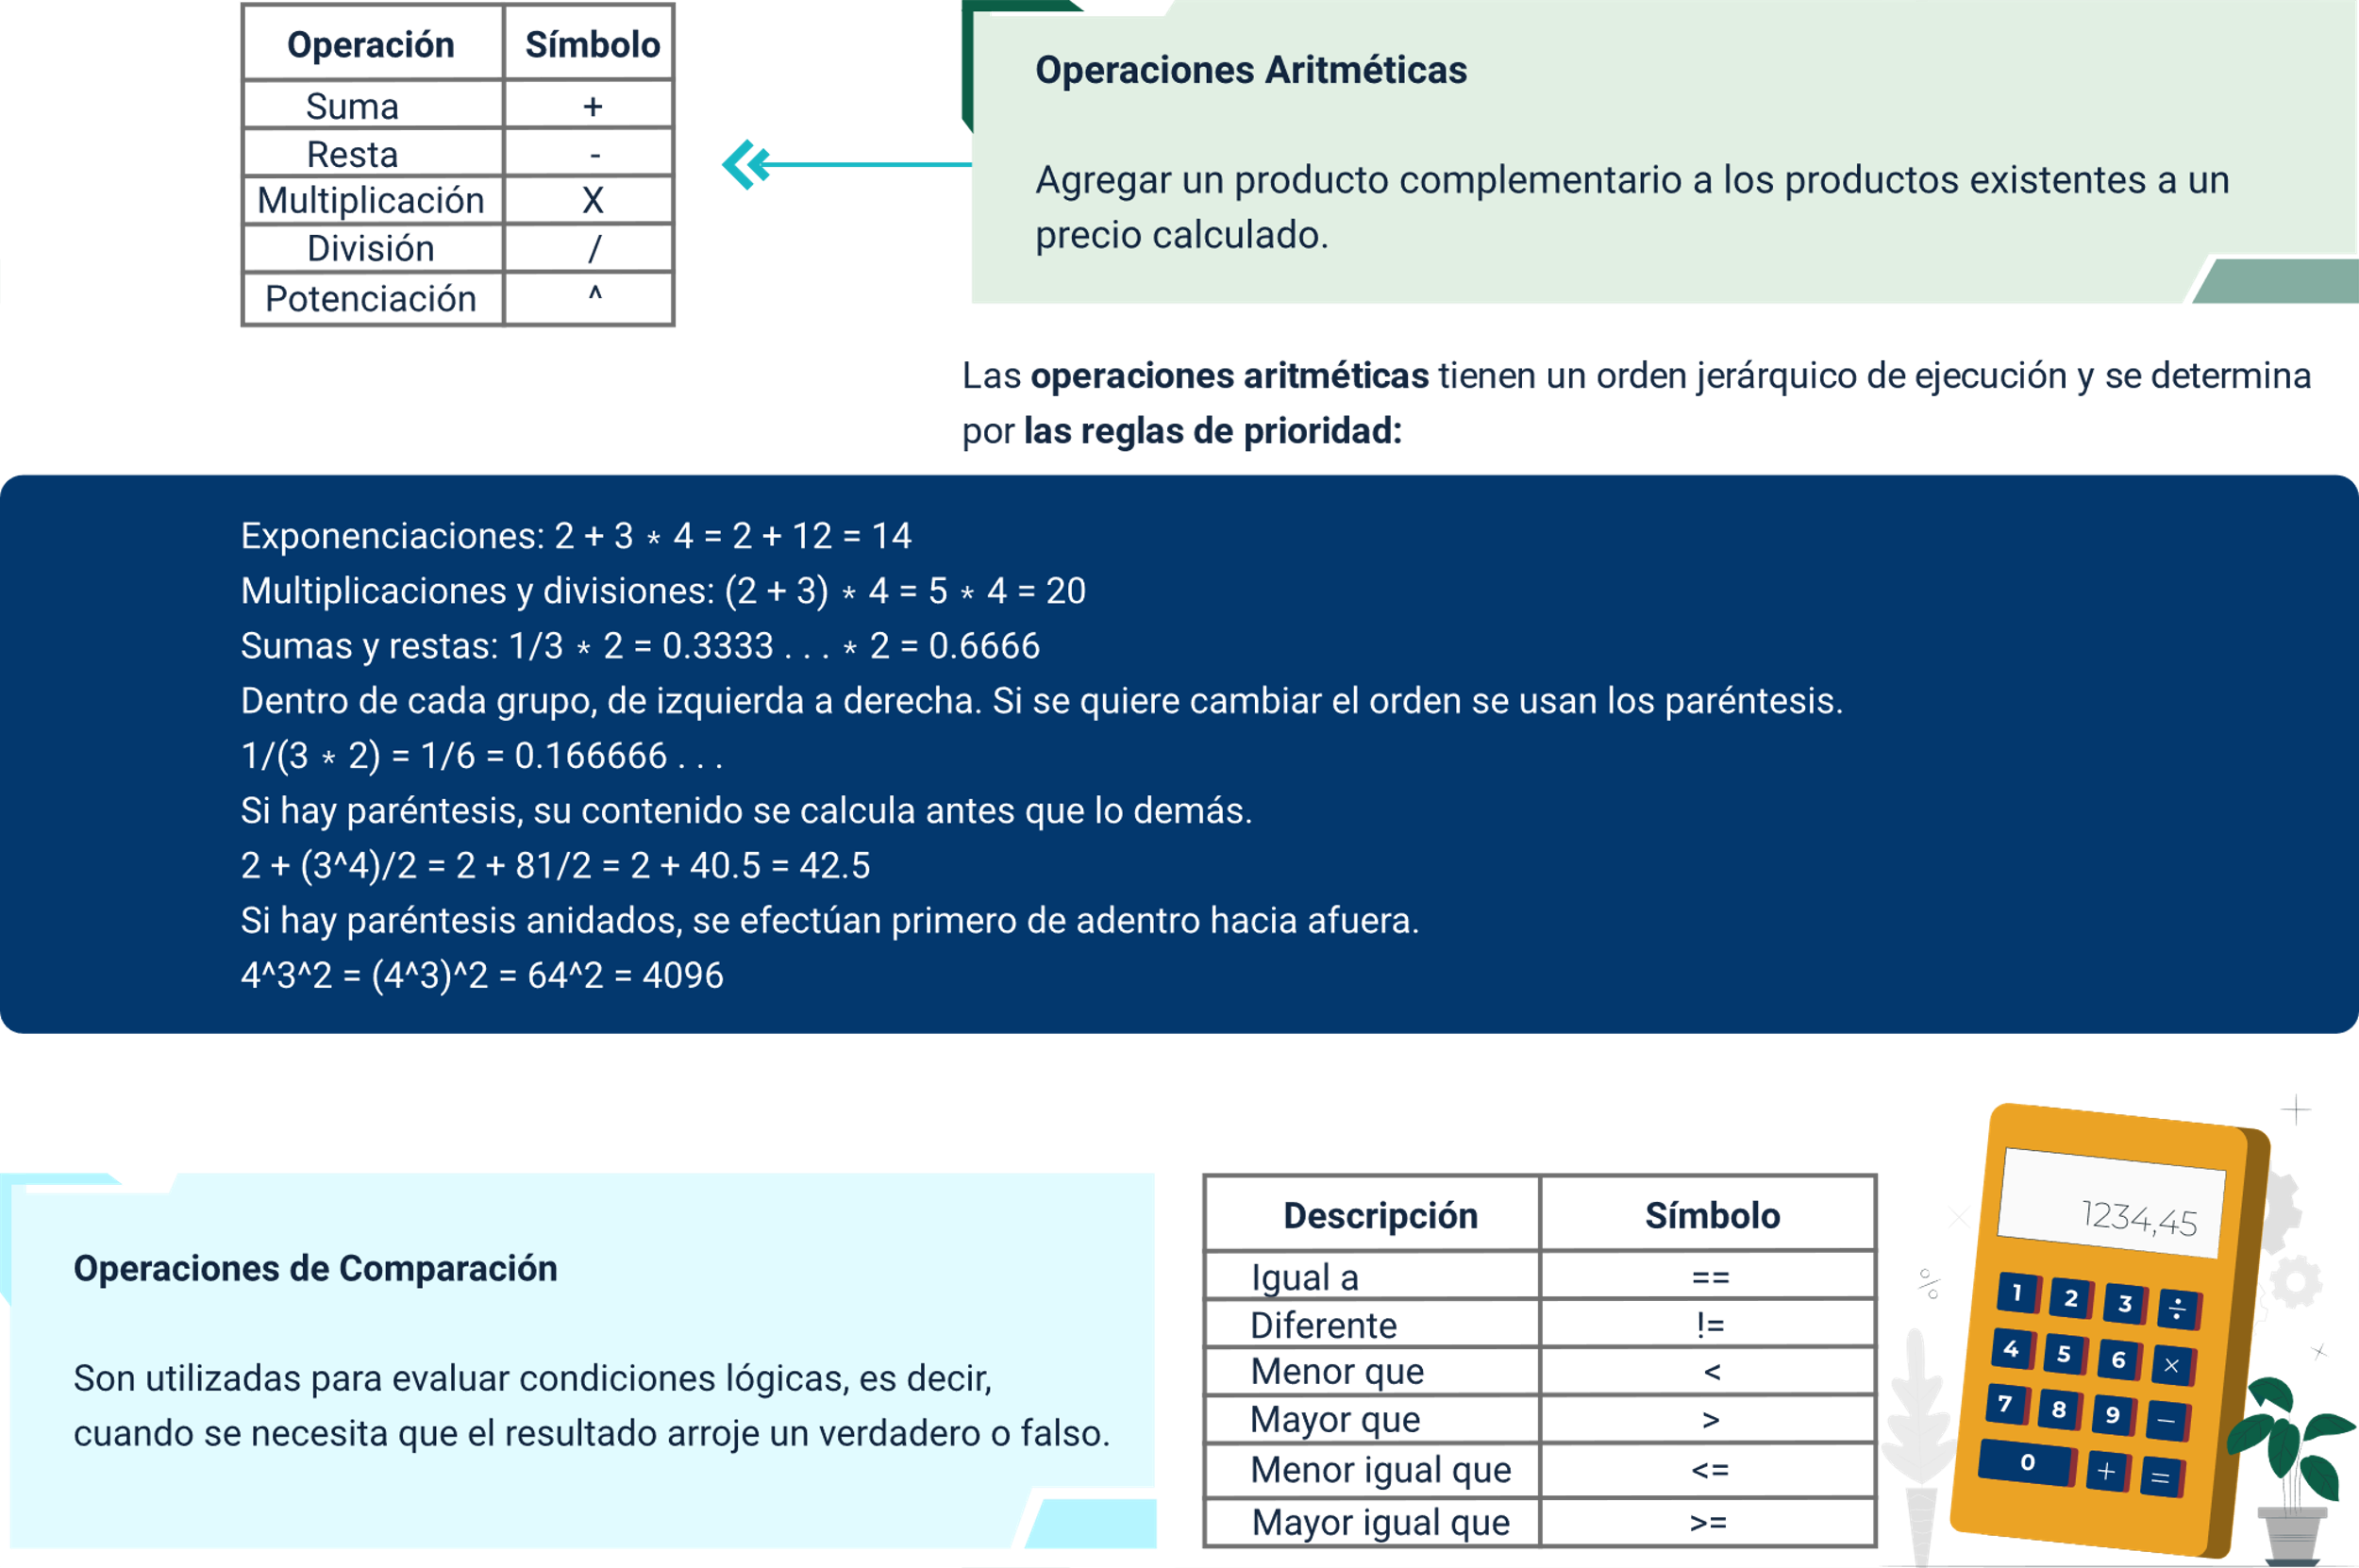 Operación Símbolo
Suma +
Resta -
Multiplicación X
División /
Potenciación ^
Operaciones Aritméticas
Agregar un producto complementario a los productos existentes a un
precio calculado.
Las operaciones aritméticas tienen un orden jerárquico de ejecución y se determina
por las reglas de prioridad:
Exponenciaciones: 2 + 3 * 4 = 2 + 12 = 14
Multiplicaciones y divisiones: (2 + 3) * 4 = 5 * 4 = 20
Sumas y restas: 1/3 * 2 = 0.3333 . . . * 2 = 0.6666
Dentro de cada grupo, de izquierda a derecha. Si se quiere cambiar el orden se usan los paréntesis.
1/(3 * 2) = 1/6 = 0.166666 . . .
Si hay paréntesis, su contenido se calcula antes que lo demás.
2 + (3^4)/2 = 2 + 81/2 = 2 + 40.5 = 42.5
Si hay paréntesis anidados, se efectúan primero de adentro hacia afuera.
4^3^2 = (4^3)^2 = 64^2 = 4096
Operaciones de Comparación
Son utilizadas para evaluar condiciones lógicas, es decir,
cuando se necesita que el resultado arroje un verdadero o falso.
Descripción Símbolo
Igual a ==
Diferente !=
Menor que <
Mayor que >
Menor igual que <=
Mayor igual que >=
1234,45
%
1 2 3 ÷
4 5 6 ×
7 8 9 −
0 + =